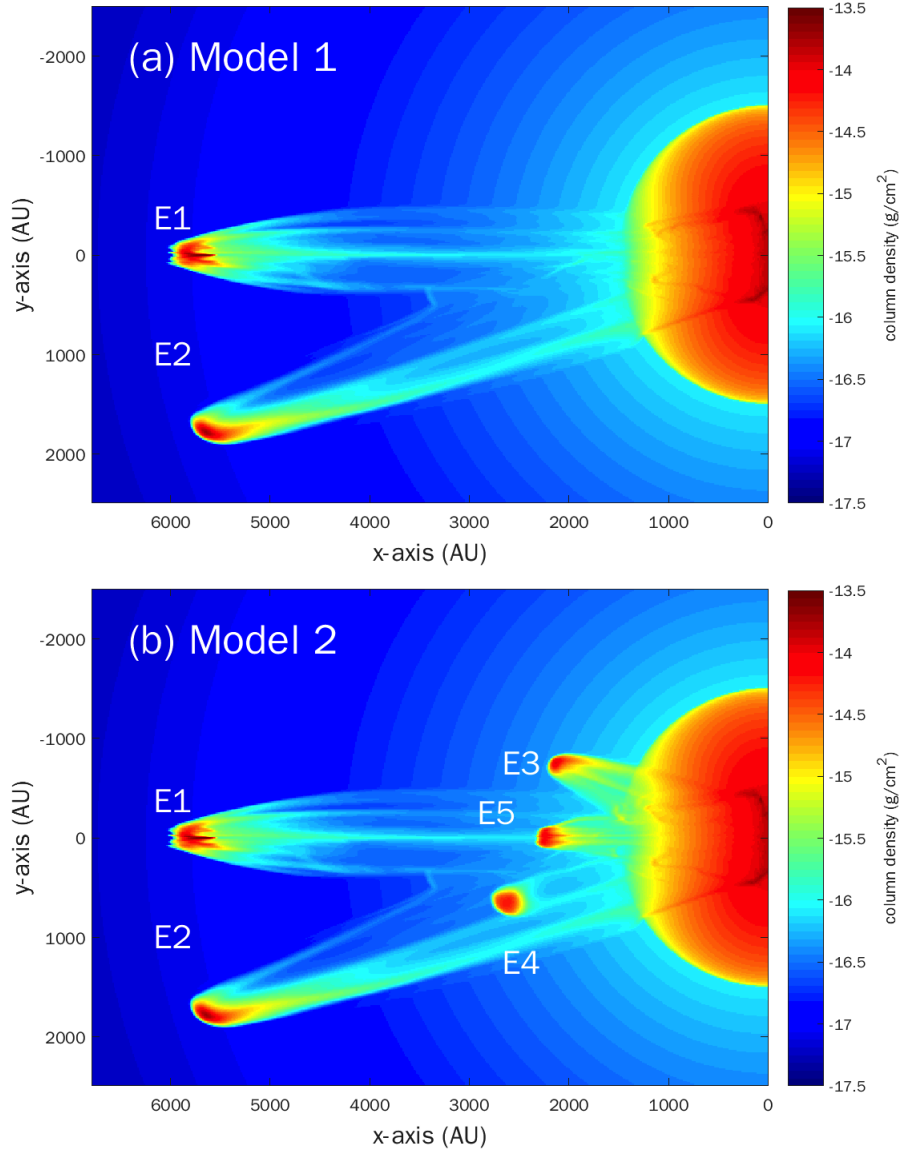 (a) Model 1
-2500
-1000
0
1000
2000
y-axis (AU)
E1
E2
6000 5000 4000 3000 2000 1000 0
x-axis (AU)
-13.5
-14
-14.5
-15
-15.5
-16
-16.5
-17
-17.5
column density (g/cm²)
(b) Model 2
-2000
-1000
0
1000
2000
y-axis (AU)
E1
E2
E3
E5
E4
6000 5000 4000 3000 2000 1000 0
x-axis (AU)
-13.5
-14
-14.5
-15
-15.5
-16
-16.5
-17
-17.5
column density (g/cm²)